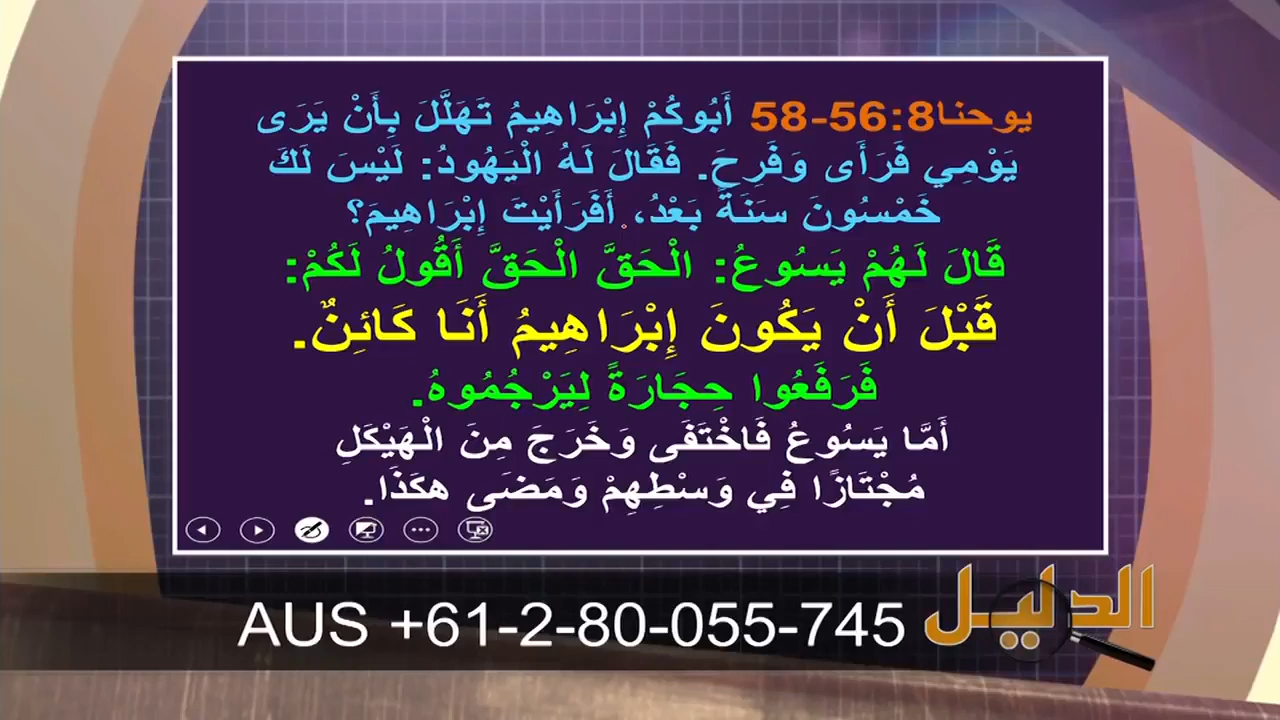 يوحنا8:56-58 أَبُوكُمْ إِبْرَاهِيمُ تَهَلَّلَ بِأَنْ يَرَى
يَوْمِي فَرَأَى وَفَرِحَ. فَقَالَ لَهُ الْيَهُودُ: لَيْسَ لَكَ
خَمْسُونَ سَنَةً بَعْدُ، أَفَرَأَيْتَ إِبْرَاهِيمَ؟
قَالَ لَهُمْ يَسُوعُ: الْحَقَّ الْحَقَّ أَقُولُ لَكُمْ:
قَبْلَ أَنْ يَكُونَ إِبْرَاهِيمُ أَنَا كَائِنٌ.
فَرَفَعُوا حِجَارَةً لِيَرْجُمُوهُ.
أَمَّا يَسُوعُ فَاخْتَفَى وَخَرَجَ مِنَ الْهَيْكَلِ
مُجْتَازًا فِي وَسْطِهِمْ وَمَضَى هكَذَا.
AUS +61-2-80-055-745
الدليل